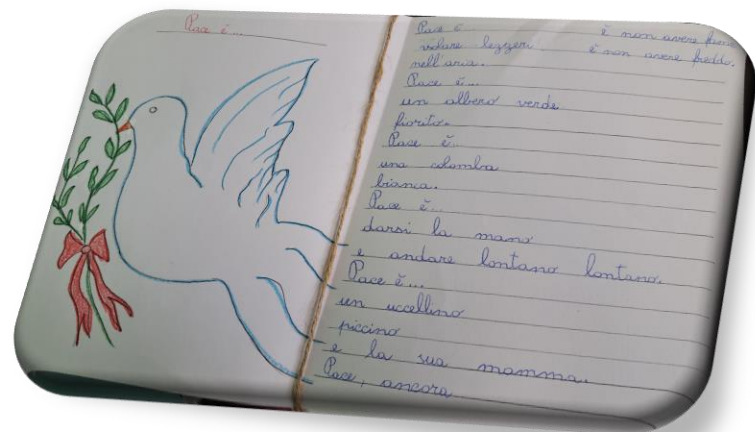 Pace è...
Pace è... è non avere fame
volare leggeri è non avere freddo.
nell'aria.
Pace è...
un albero verde
fiorito.
Pace è...
una colomba
bianca.
Pace è...
darsi la mano
e andare lontano lontano.
Pace è...
un uccellino
piccino
e la sua mamma.
Pace, ancora